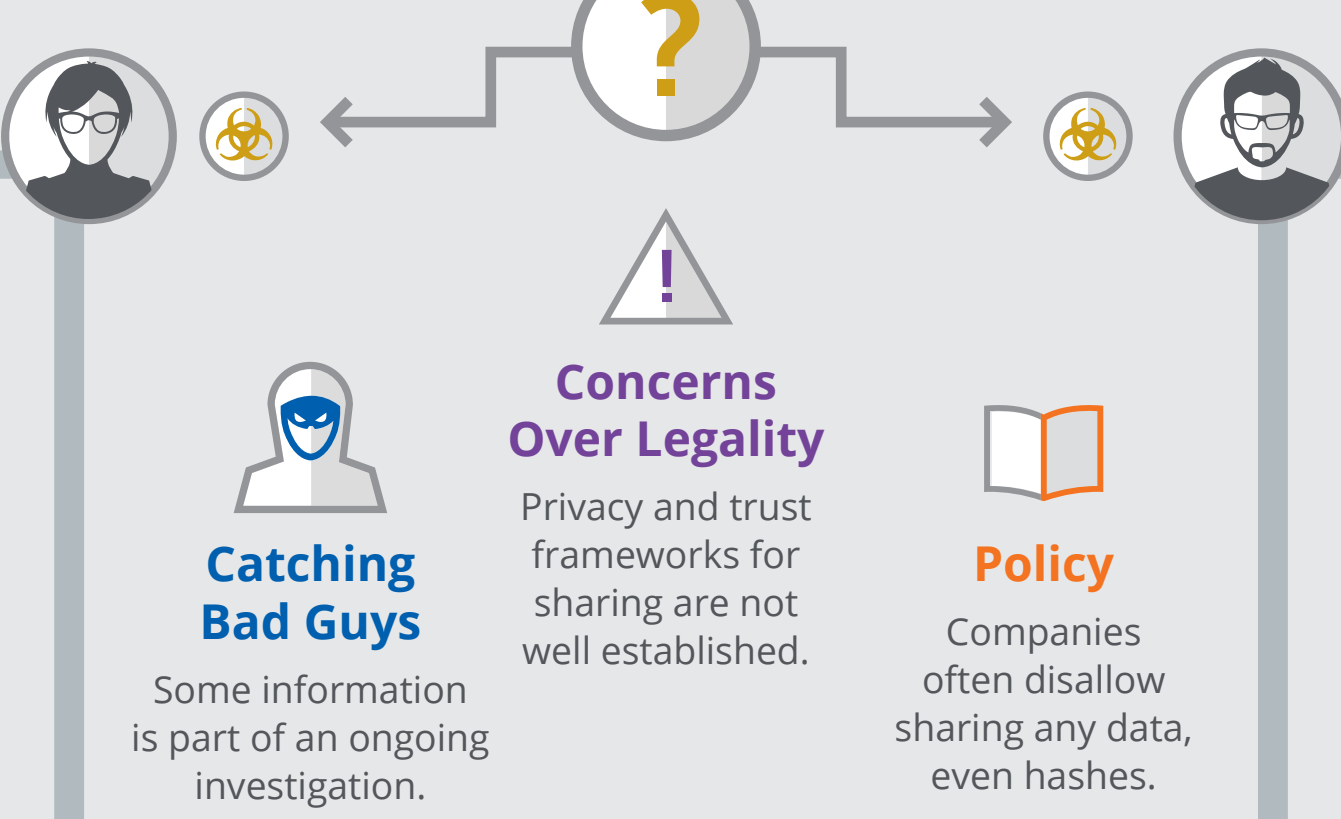 ?
!
Concerns
Over Legality
Privacy and trust
frameworks for
sharing are not
well established.
Catching
Bad Guys
Some information
is part of an ongoing
investigation.
Policy
Companies
often disallow
sharing any data,
even hashes.